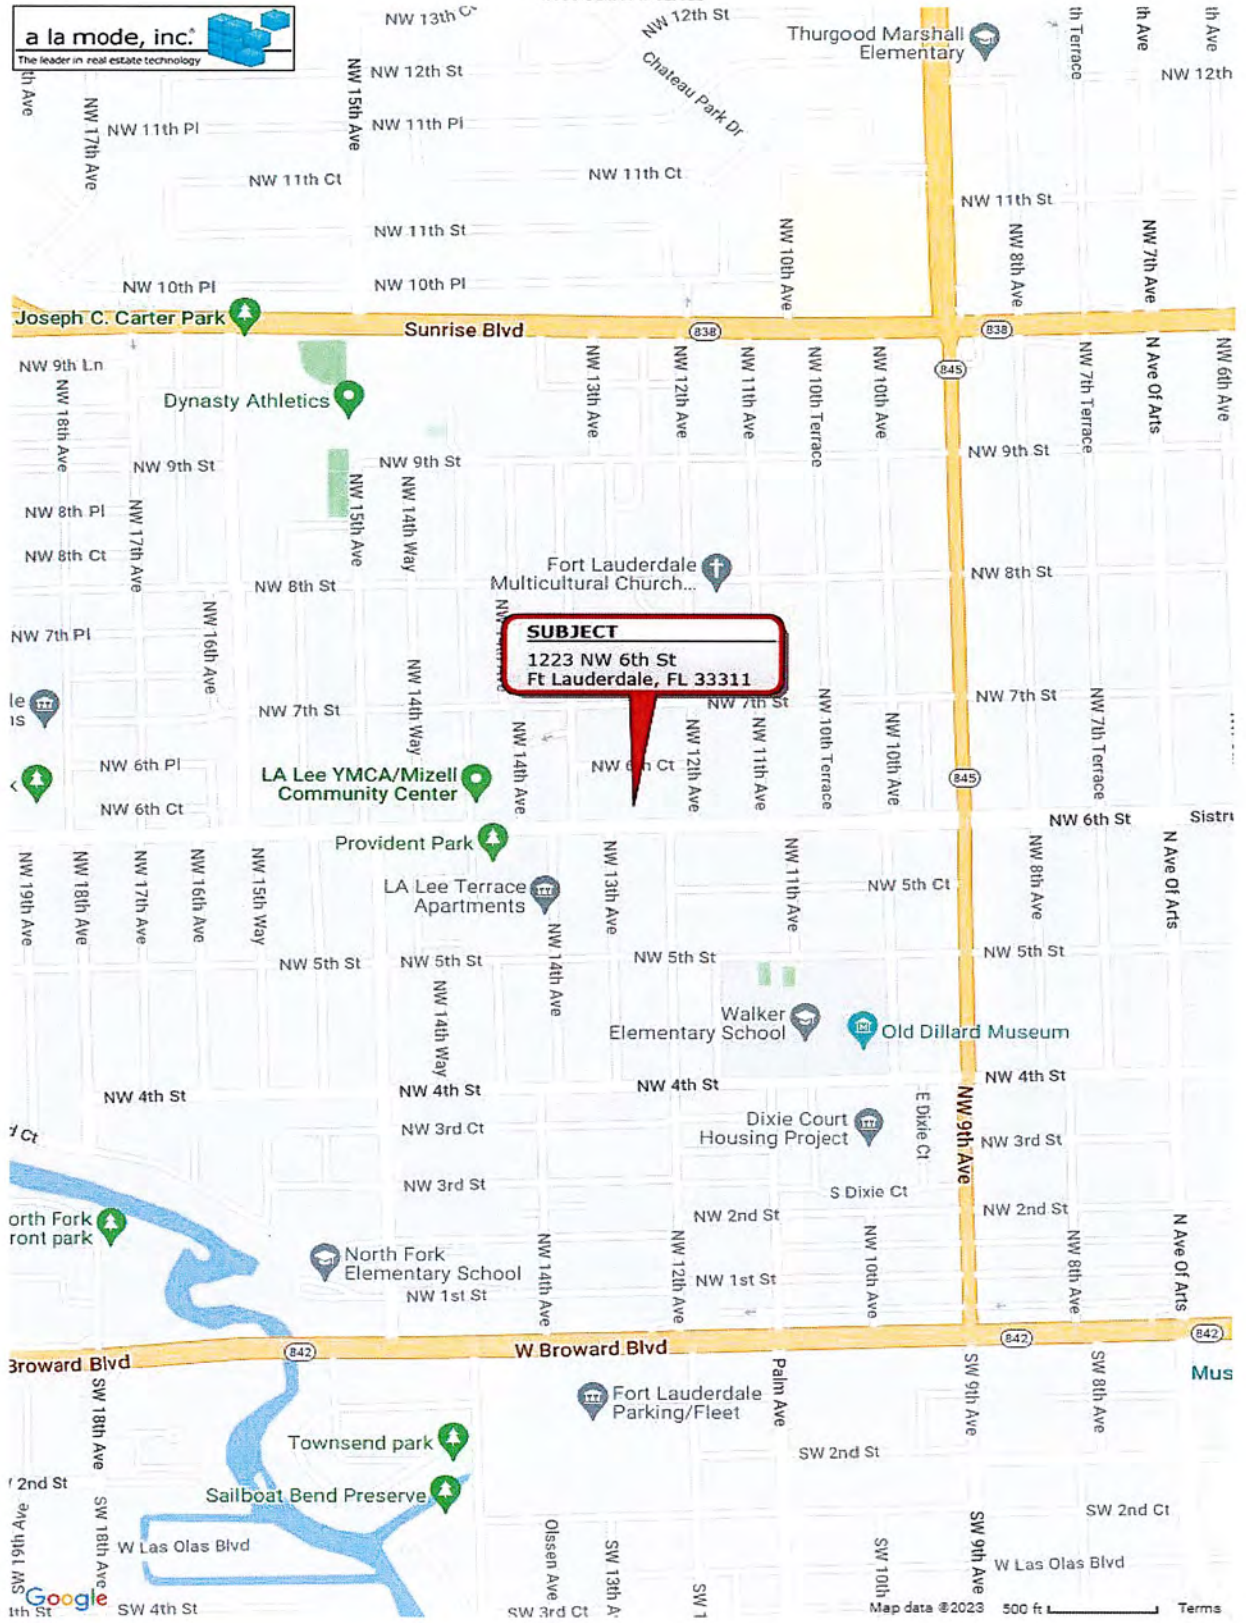 a la mode, inc.
The leader in real estate technology
NW 12th St
Thurgood Marshall
Elementary
th Terrace
th Ave
th Ave
NW 12th St
NW 12th
th Ave
NW 17th Ave
NW 15th Ave
Chateau Park Dr
NW 11th Pl
NW 11th Pl
NW 11th Ct
NW 11th Ct
NW 11th St
NW 11th St
NW 10th Ave
NW 8th Ave
NW 7th Ave
NW 10th Pl
NW 10th Pl
Joseph C. Carter Park
Sunrise Blvd
838
838
NW 9th Ln
NW 18th Ave
Dynasty Athletics
NW 13th Ave
NW 12th Ave
NW 11th Ave
NW 10th Terrace
NW 10th Ave
845
NW 7th Terrace
N Ave Of Arts
NW 6th Ave
NW 9th St
NW 9th St
NW 9th St
NW 8th Pl
NW 17th Ave
NW 15th Ave
NW 14th Way
NW 8th Ct
Fort Lauderdale
Multicultural Church...
NW 8th St
NW 8th St
NW 16th Ave
NW 7th Pl
SUBJECT
1223 NW 6th St
Ft Lauderdale, FL 33311
NW 14th Way
NW 7th St
NW 7th St
NW 7th St
NW 14th Ave
NW 12th Ave
NW 11th Ave
NW 10th Terrace
NW 10th Ave
NW 7th Terrace
NW 6th Pl
LA Lee YMCA/Mizell
Community Center
845
NW 6th Ct
NW 6th St
Sistru
Provident Park
NW 19th Ave
NW 18th Ave
NW 17th Ave
NW 16th Ave
NW 15th Way
LA Lee Terrace
Apartments
NW 13th Ave
NW 11th Ave
NW 5th Ct
NW 8th Ave
N Ave Of Arts
NW 14th Ave
NW 5th St
NW 5th St
NW 5th St
NW 5th St
NW 14th Way
Walker
Elementary School
Old Dillard Museum
NW 4th St
NW 4th St
NW 4th St
NW 4th St
NW 3rd Ct
Dixie Court
Housing Project
E Dixie Ct
NW 9th Ave
NW 3rd St
NW 3rd St
S Dixie Ct
NW 2nd St
NW 2nd St
orth Fork
ront park
North Fork
Elementary School
NW 14th Ave
NW 12th Ave
NW 10th Ave
NW 8th Ave
N Ave Of Arts
NW 1st St
NW 1st St
842
842
842
Broward Blvd
W Broward Blvd
SW 18th Ave
Palm Ave
SW 9th Ave
SW 8th Ave
Mus
Fort Lauderdale
Parking/Fleet
Townsend park
SW 2nd St
2nd St
Sailboat Bend Preserve
SW 2nd Ct
SW 19th Ave
SW 18th Ave
W Las Olas Blvd
Olssen Ave
SW 13th A
SW 10th
SW 9th Ave
W Las Olas Blvd
SW 1
Google
4th St
SW 4th St
SW 3rd Ct
Map data ©2023
500 ft
Terms